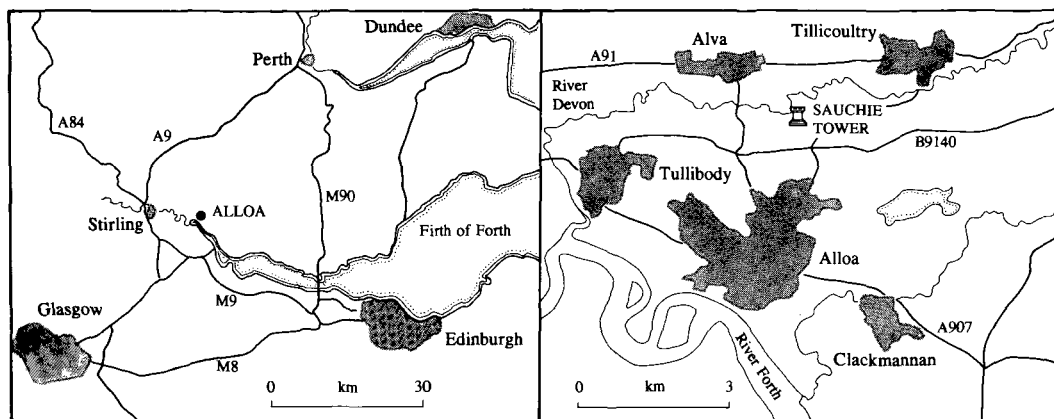 Dundee
Perth
A84
A9
M90
Stirling
ALLOA
Firth of Forth
M9
Glasgow
Edinburgh
M8
0 km 30
Alva
Tillicoultry
A91
River
Devon
SAUCHIE
TOWER
B9140
Tullibody
Alloa
A907
Clackmannan
River Forth
0 km 3